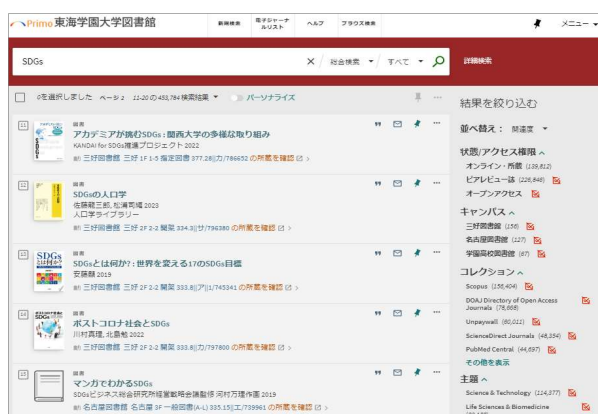 Primo 東海学園大学図書館
新規検索
電子ジャーナルリスト
ヘルプ
ブラウズ検索
メニュー
SDGs
総合検索
すべて
詳細検索
0を選択しました ページ 2 11-20の453,784検索結果
パーソナライズ
11
図書
アカデミアが挑むSDGs : 関西大学の多様な取り組み
KANDAI for SDGs推進プロジェクト 2022
三好図書館 三好 1F 1-5 指定図書 377.28||カ/786652 の所蔵を確認
12
図書
SDGsの人口学
佐藤龍三郎, 松浦司編 2023
人口学ライブラリー
三好図書館 三好 2F 2-2 開架 334.3||サ/796380 の所蔵を確認
13
図書
SDGsとは何か? : 世界を変える17のSDGs目標
安藤顯 2019
三好図書館 三好 2F 2-2 開架 333.8||ア||1/745341 の所蔵を確認
14
図書
ポストコロナ社会とSDGs
川村真理, 北島勉 2022
三好図書館 三好 2F 2-2 開架 333.8||カ/797800 の所蔵を確認
15
図書
マンガでわかるSDGs
SDGsビジネス総合研究所経営戦略会議監修 河村万理作画 2019
名古屋図書館 名古屋 3F 一般図書(A-L) 335.15||エ/739961 の所蔵を確認
結果を絞り込む
並べ替え： 関連度
状態/アクセス権限
オンライン・所蔵 (139,812)
ピアレビュー誌 (228,848)
オープンアクセス
キャンパス
三好図書館 (156)
名古屋図書館 (127)
学園高校図書館 (67)
コレクション
Scopus (158,404)
DOAJ Directory of Open Access Journals (78,668)
Unpaywall (60,011)
ScienceDirect Journals (48,354)
PubMed Central (44,697)
その他を表示
主題
Science & Technology (114,377)
Life Sciences & Biomedicine